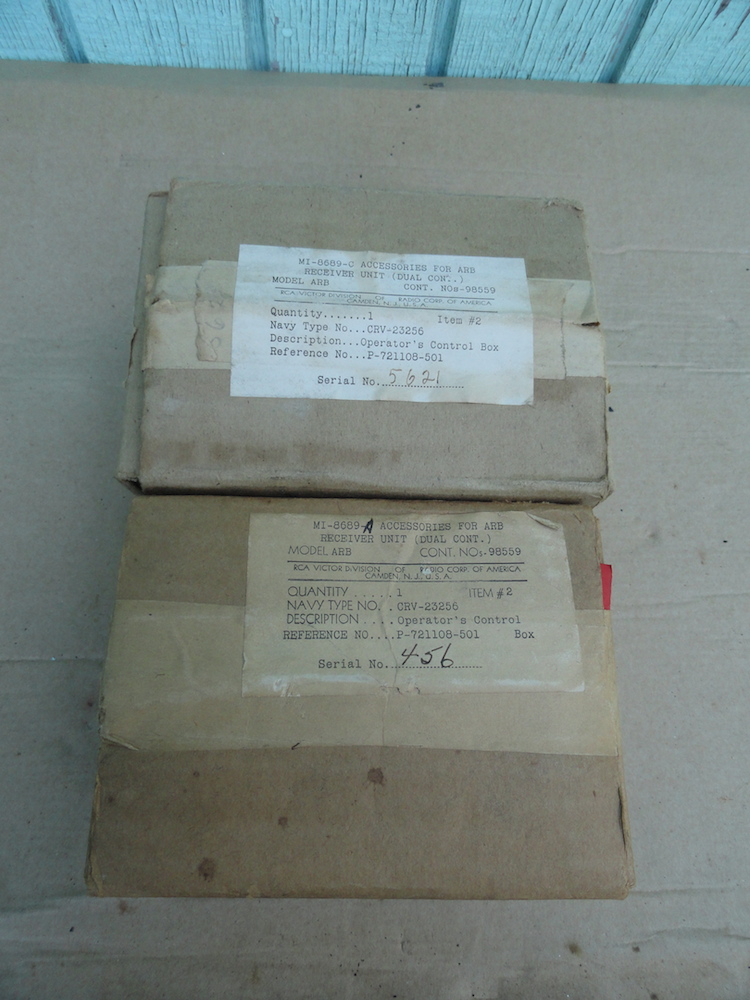 MI-8689-C ACCESSORIES FOR ARB
RECEIVER UNIT (DUAL CONT.)
MODEL ARB CONT. NOs-98559
RCA VICTOR DIVISION OF RADIO CORP. OF AMERICA
CAMDEN, N. J., U. S. A.
Quantity.......1 Item #2
Navy Type No...CRV-23256
Description...Operator's Control Box
Reference No...P-721108-501
Serial No. 5621
MI-8689-A ACCESSORIES FOR ARB
RECEIVER UNIT (DUAL CONT.)
MODEL ARB CONT. NOs-98559
RCA VICTOR DIVISION OF RADIO CORP. OF AMERICA
CAMDEN, N. J., U. S. A.
QUANTITY.....1 ITEM #2
NAVY TYPE NO. . CRV-23256
DESCRIPTION....Operator's Control
REFERENCE NO....P-721108-501 Box
Serial No. 456